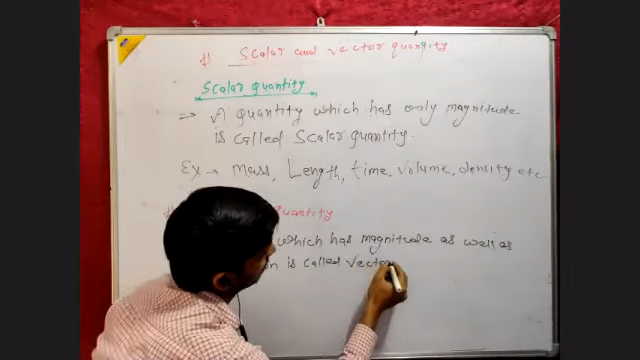 # Scalar and vector quantity
Scalar quantity
=> A quantity which has only magnitude
is called Scalar quantity.
Ex → Mass, Length, time, volume, density etc
quantity
which has magnitude as well as
is called Vector